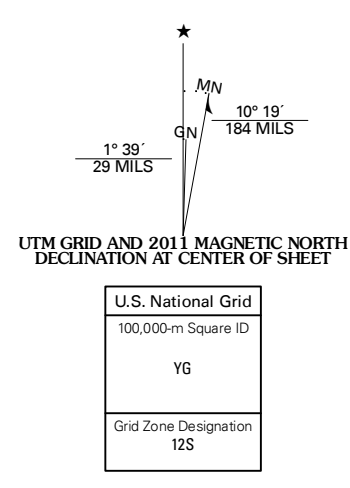 ★
MN
GN
10° 19´
184 MILS
1° 39´
29 MILS
UTM GRID AND 2011 MAGNETIC NORTH
DECLINATION AT CENTER OF SHEET
U.S. National Grid
100,000-m Square ID
YG
Grid Zone Designation
12S